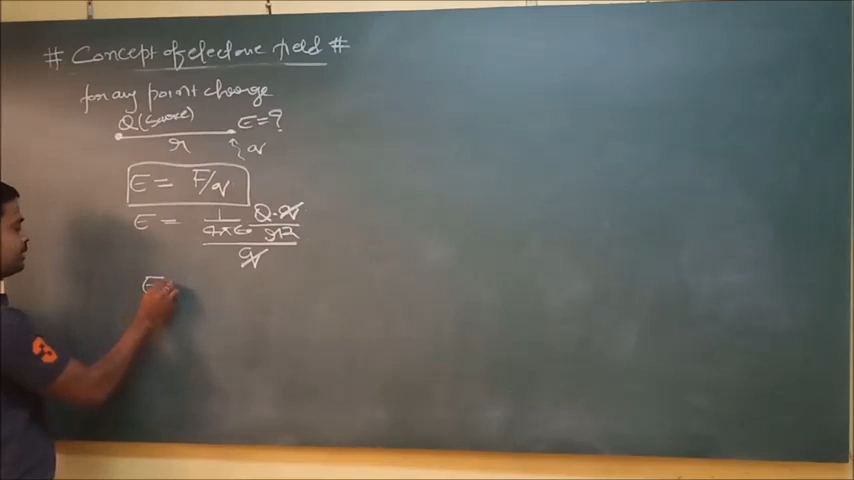 # Concept of electric field #
for any point charge
Q(Source) E=?
r q
E = F/q
E = 1/4πϵ₀ Q·q/r² / q
E